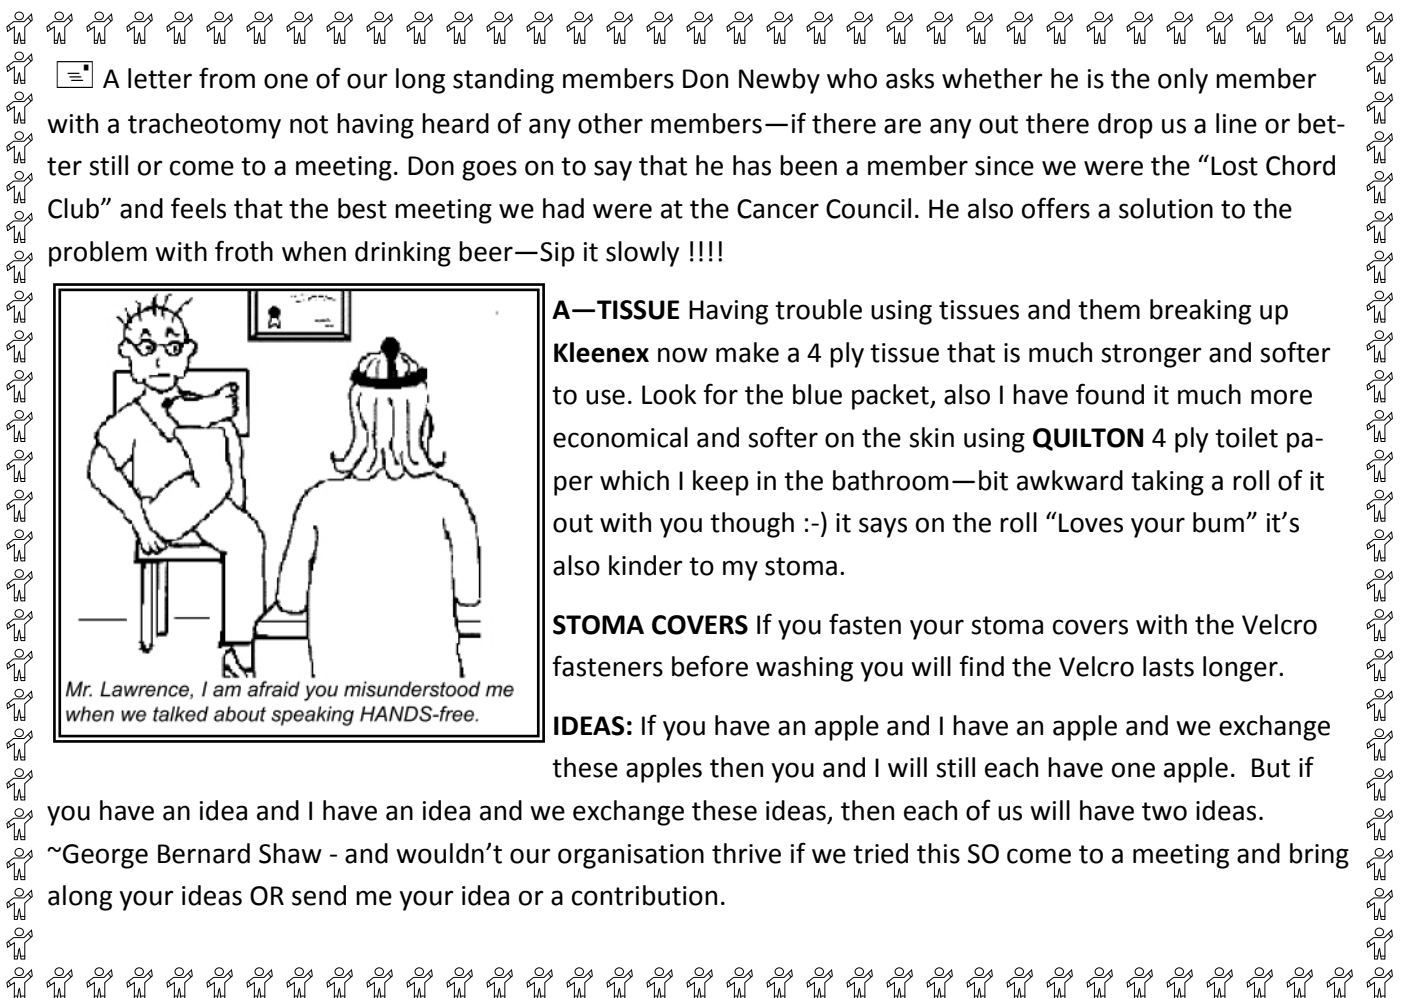 A letter from one of our long standing members Don Newby who asks whether he is the only member
with a tracheotomy not having heard of any other members—if there are any out there drop us a line or bet-
ter still or come to a meeting. Don goes on to say that he has been a member since we were the “Lost Chord
Club” and feels that the best meeting we had were at the Cancer Council. He also offers a solution to the
problem with froth when drinking beer—Sip it slowly !!!!
Mr. Lawrence, I am afraid you misunderstood me
when we talked about speaking HANDS-free.
A—TISSUE Having trouble using tissues and them breaking up
Kleenex now make a 4 ply tissue that is much stronger and softer
to use. Look for the blue packet, also I have found it much more
economical and softer on the skin using QUILTON 4 ply toilet pa-
per which I keep in the bathroom—bit awkward taking a roll of it
out with you though :-) it says on the roll “Loves your bum” it’s
also kinder to my stoma.
STOMA COVERS If you fasten your stoma covers with the Velcro
fasteners before washing you will find the Velcro lasts longer.
IDEAS: If you have an apple and I have an apple and we exchange
these apples then you and I will still each have one apple.  But if
you have an idea and I have an idea and we exchange these ideas, then each of us will have two ideas.
~George Bernard Shaw - and wouldn’t our organisation thrive if we tried this SO come to a meeting and bring
along your ideas OR send me your idea or a contribution.